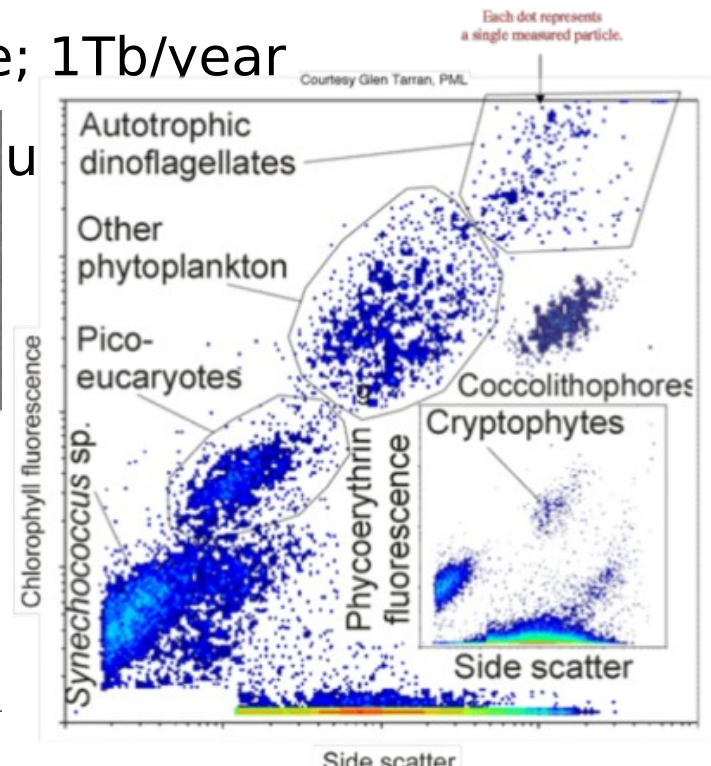 Each dot represents
a single measured particle.
e; 1Tb/year
Courtesy Glen Tarran, PML
u
Autotrophic
dinoflagellates
Other
phytoplankton
Pico-
eucaryotes
Synechococcus sp.
Chlorophyll fluorescence
Coccolithophores
Cryptophytes
Phycoerythrin
fluorescence
Side scatter
Side scatter